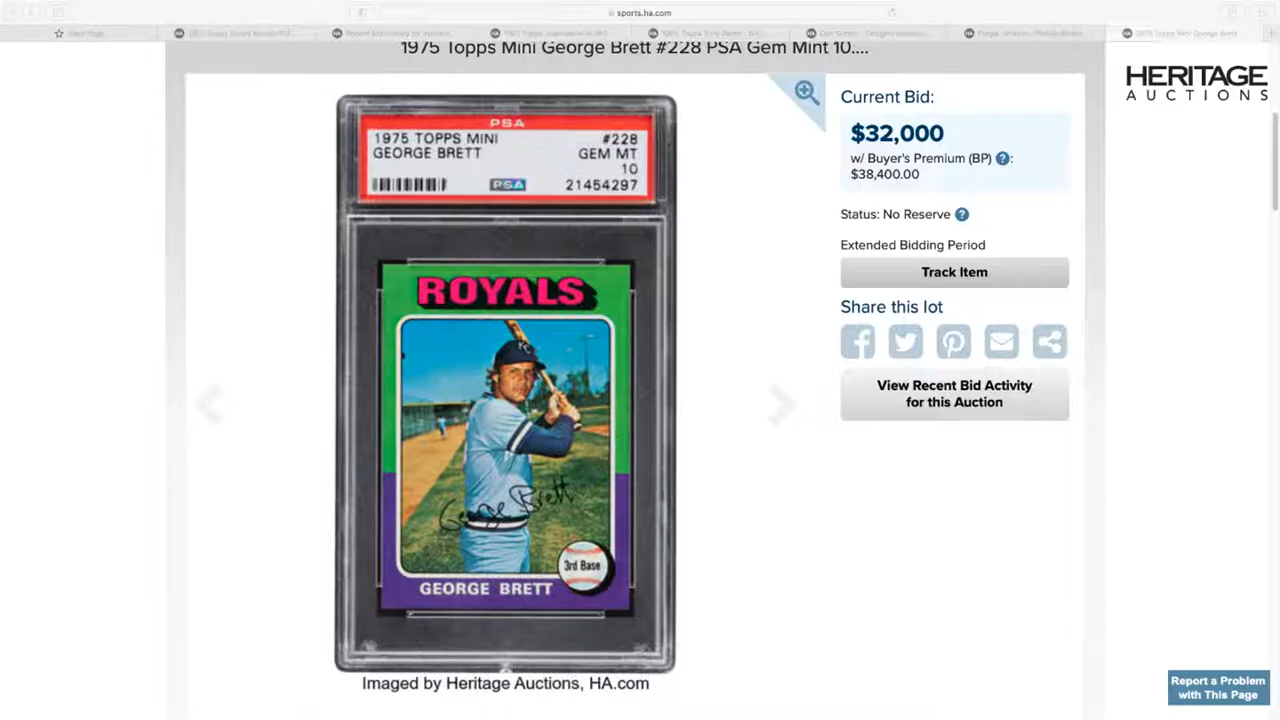 sports.ha.com
1975 Topps Mini George Brett #228 PSA Gem Mint 10....
HERITAGE
AUCTIONS
PSA
1975 TOPPS MINI #228
GEORGE BRETT GEM MT
10
PSA 21454297
ROYALS
KC
George Brett
3rd Base
GEORGE BRETT
Imaged by Heritage Auctions, HA.com
Current Bid:
$32,000
w/ Buyer's Premium (BP) ?:
$38,400.00
Status: No Reserve ?
Extended Bidding Period
Track Item
Share this lot
View Recent Bid Activity
for this Auction
Report a Problem
with This Page